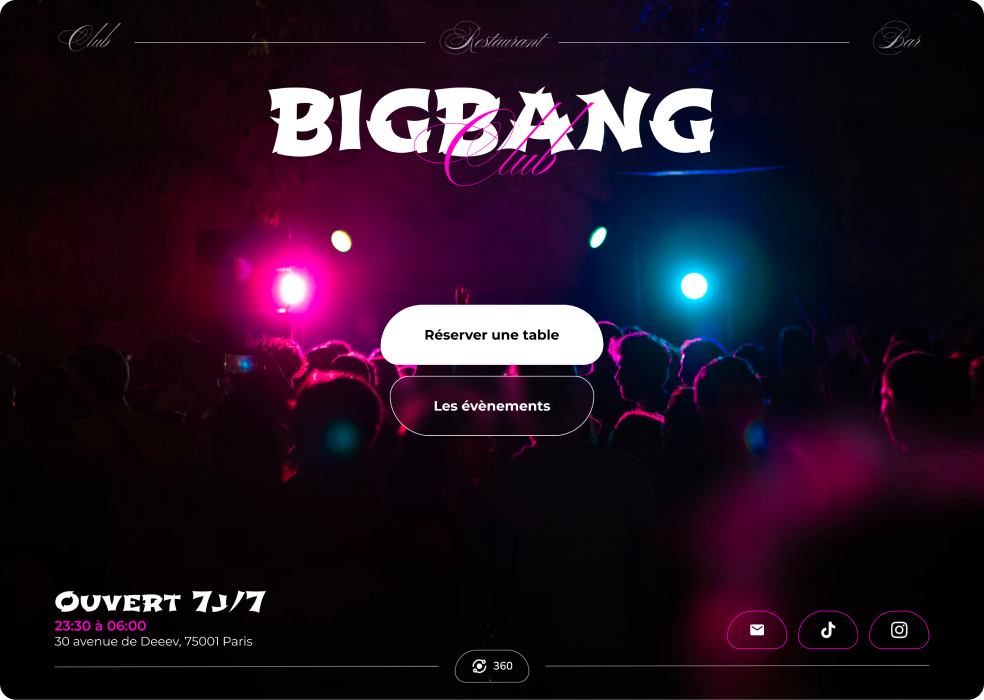 Club
Restaurant
Bar
BIGBANG
Club
Réserver une table
Les évènements
Ouvert 7j/7
23:30 à 06:00
30 avenue de Deeev, 75001 Paris
360